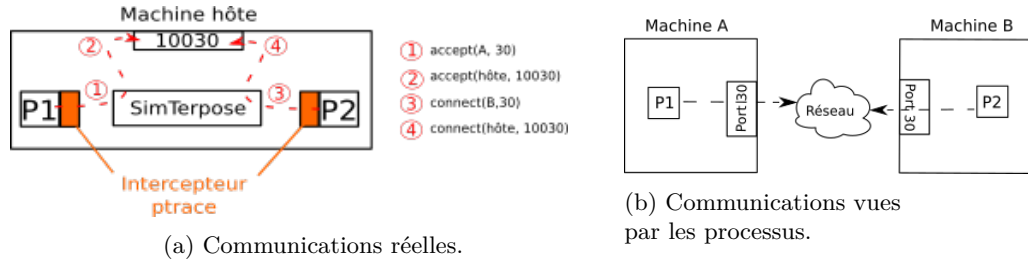 Machine hôte
10030
2
4
1
3
P1
SimTerpose
P2
Intercepteur
ptrace
1 accept(A, 30)
2 accept(hôte, 10030)
3 connect(B,30)
4 connect(hôte, 10030)
(a) Communications réelles.
Machine A
Machine B
P1
Port 30
Réseau
Port 30
P2
(b) Communications vues
par les processus.